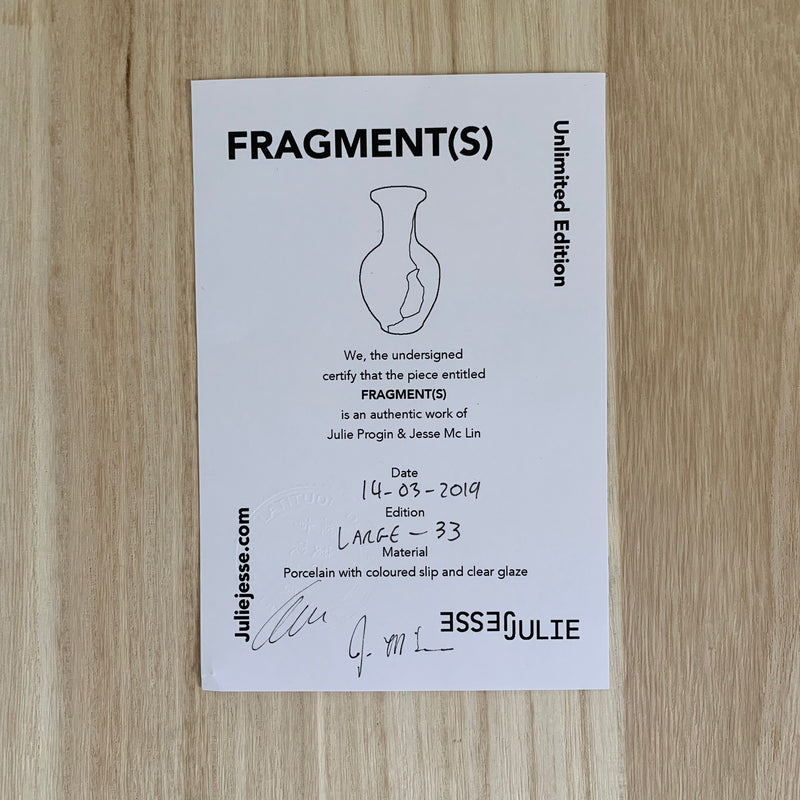 FRAGMENT(S)
Unlimited Edition
We, the undersigned
certify that the piece entitled
FRAGMENT(S)
is an authentic work of
Julie Progin & Jesse Mc Lin
Date
14-03-2019
Edition
LARGE - 33
Material
Porcelain with coloured slip and clear glaze
Juliejesse.com
JESSEJULIE